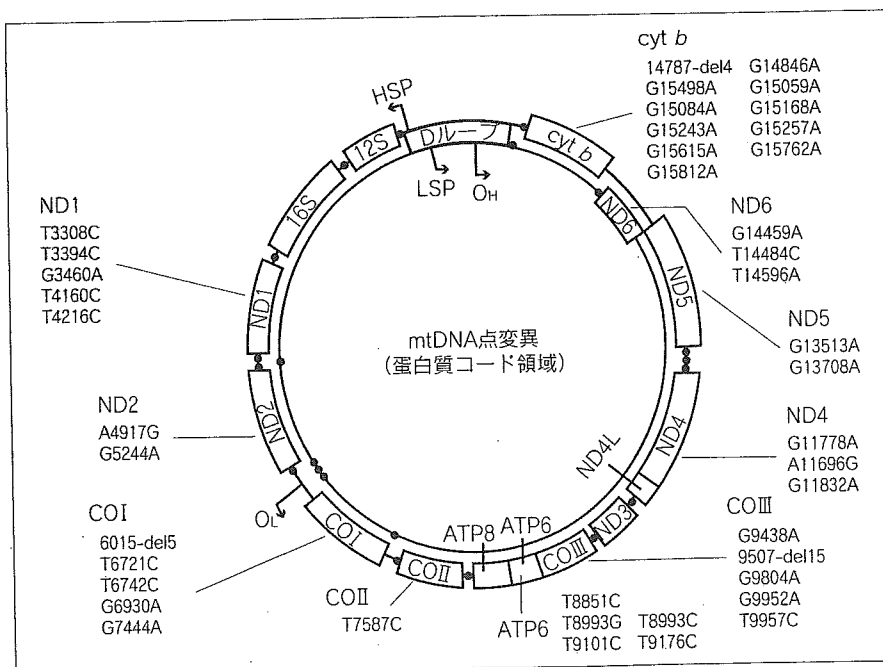 cyt b
14787-del4 G14846A
G15498A G15059A
G15084A G15168A
G15243A G15257A
G15615A G15762A
G15812A
HSP
12S
Dループ
cyt b
LSP
OH
16S
ND6
ND1
T3308C
T3394C
G3460A
T4160C
T4216C
ND6
G14459A
T14484C
T14596A
ND1
ND5
mtDNA点変異
(蛋白質コード領域)
ND5
G13513A
G13708A
ND2
A4917G
G5244A
ND2
ND4
ND4
G11778A
A11696G
G11832A
ND4L
OL
COⅠ
6015-del5
T6721C
T6742C
G6930A
G7444A
COⅠ
ATP8 ATP6
ND3
COⅢ
G9438A
9507-del15
G9804A
G9952A
T9957C
COⅡ
COⅢ
COⅡ
T7587C
ATP6
T8851C
T8993G T8993C
T9101C T9176C